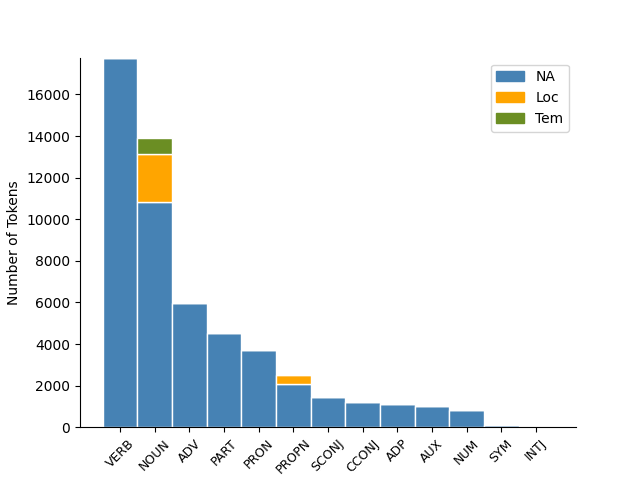 NA
Loc
Tem
Number of Tokens
16000
14000
12000
10000
8000
6000
4000
2000
0
VERB
NOUN
ADV
PART
PRON
PROPN
SCONJ
CCONJ
ADP
AUX
NUM
SYM
INTJ